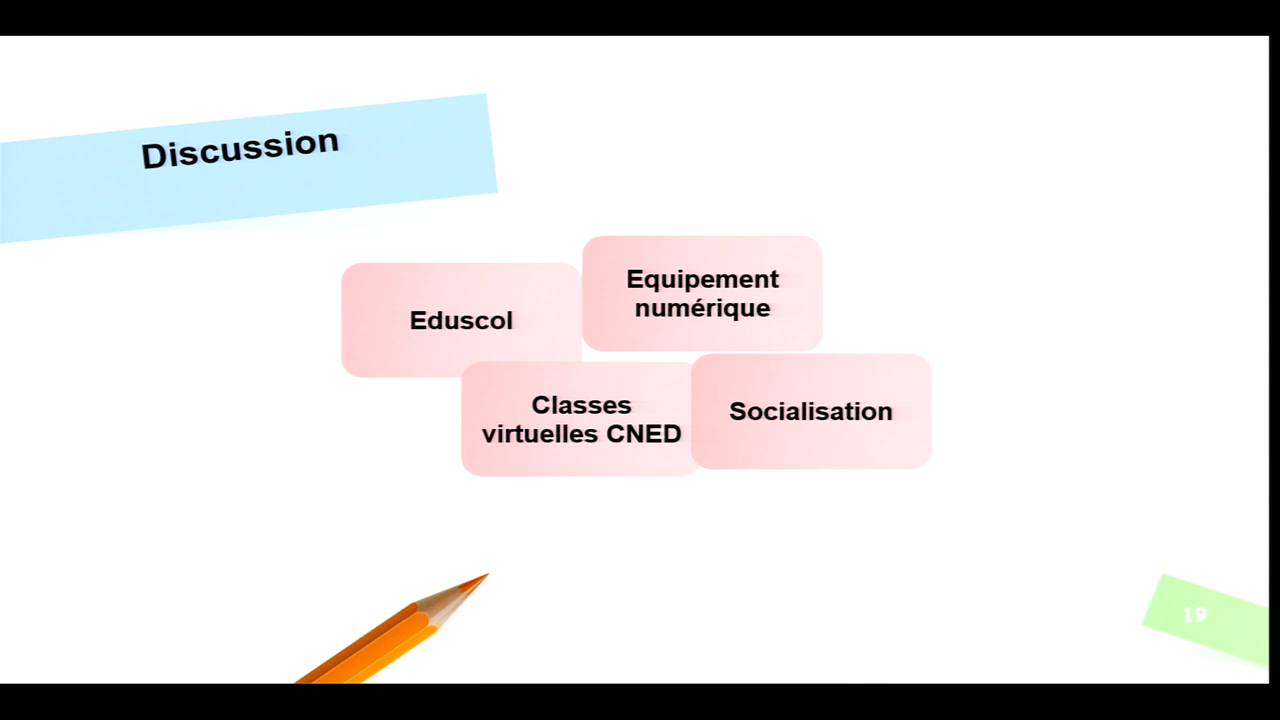 Discussion
Equipement
numérique
Eduscol
Classes
virtuelles CNED
Socialisation
19